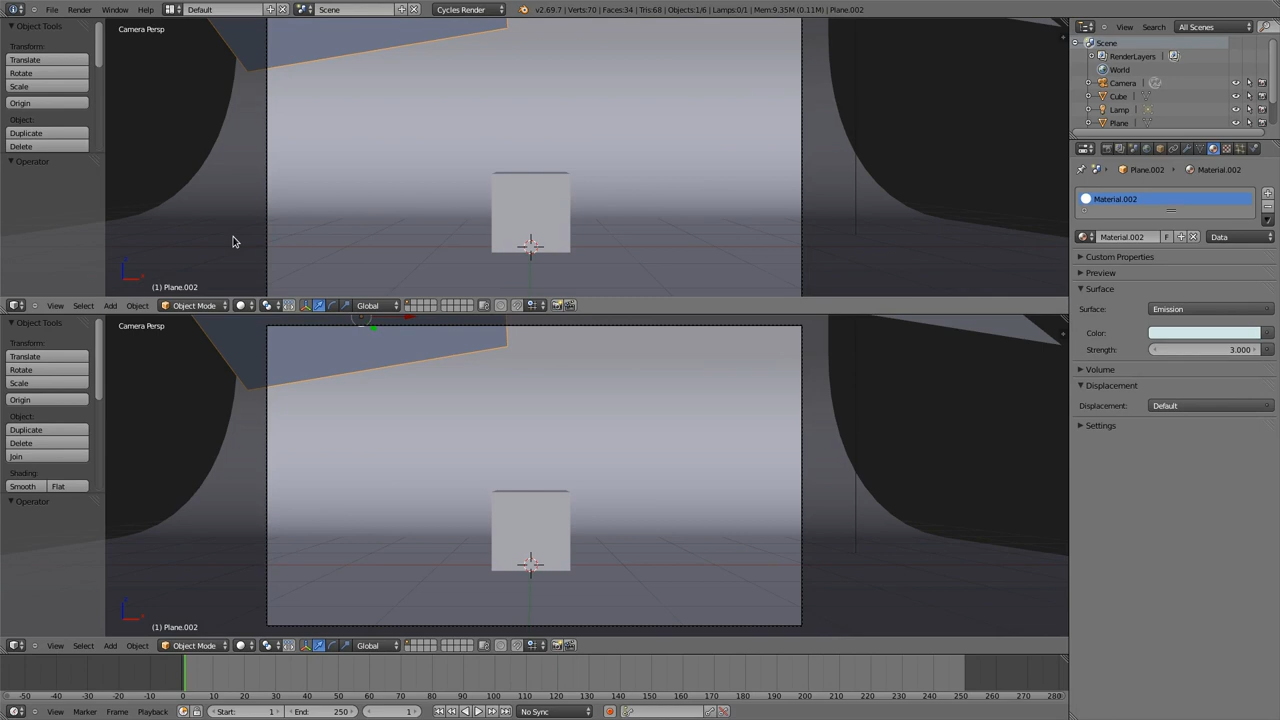 File Render Window Help Default Scene Cycles Render v2.69.7 | Verts:70 | Faces:34 | Tris:68 | Objects:1/6 | Lamps:0/1 | Mem:9.35M (0.11M) | Plane.002
Object Tools
Transform:
Translate
Rotate
Scale
Origin
Object:
Duplicate
Delete
Operator
Camera Persp
(1) Plane.002
View Select Add Object Object Mode Global
Object Tools
Transform:
Translate
Rotate
Scale
Origin
Object:
Duplicate
Delete
Join
Shading:
Smooth Flat
Operator
Camera Persp
(1) Plane.002
View Select Add Object Object Mode Global
-50 -40 -30 -20 -10 0 10 20 30 40 50 60 70 80 90 100 110 120 130 140 150 160 170 180 190 200 210 220 230 240 250 260 270 280
View Marker Frame Playback Start: 1 End: 250 1 No Sync
View Search All Scenes
Scene
RenderLayers
World
Camera
Cube
Lamp
Plane
Plane.002 Material.002
Material.002
Material.002 F Data
Custom Properties
Preview
Surface
Surface: Emission
Color:
Strength: 3.000
Volume
Displacement
Displacement: Default
Settings